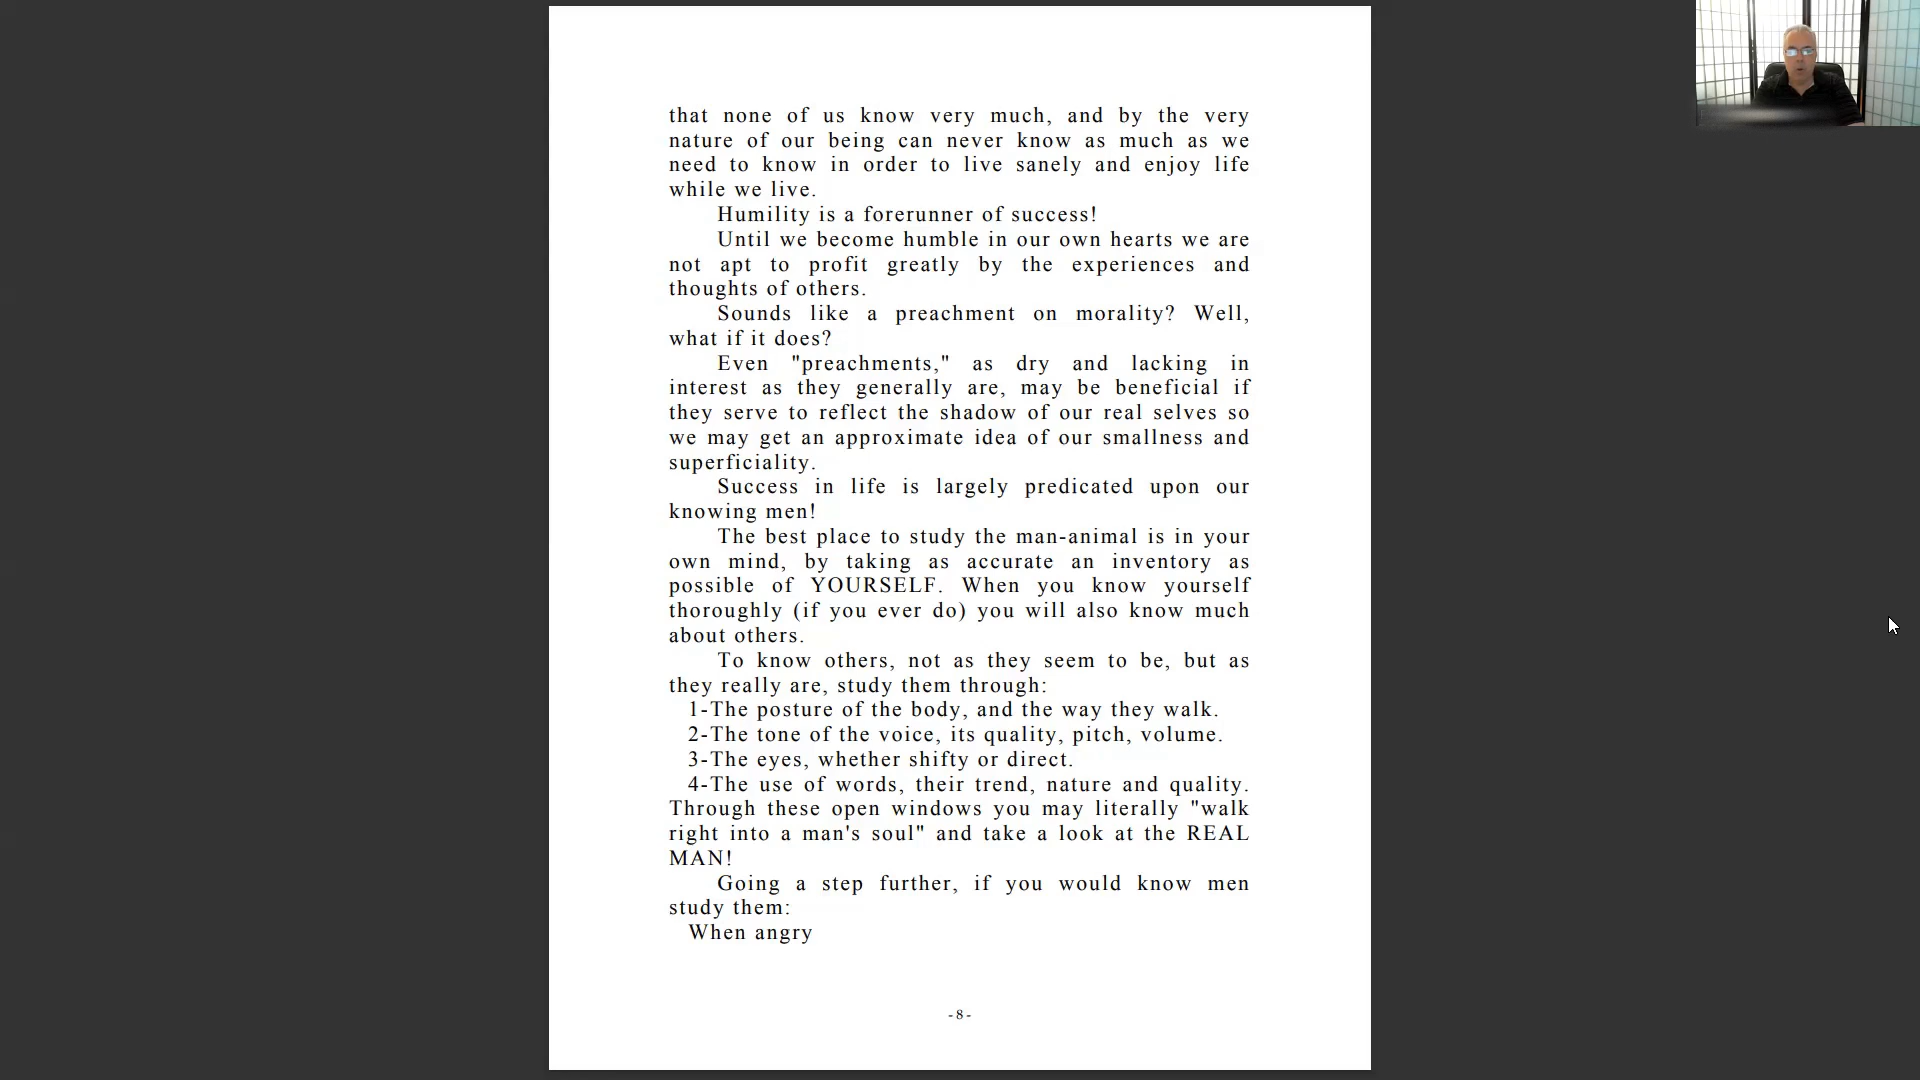 that none of us know very much, and by the very
nature of our being can never know as much as we
need to know in order to live sanely and enjoy life
while we live.
Humility is a forerunner of success!
Until we become humble in our own hearts we are
not apt to profit greatly by the experiences and
thoughts of others.
Sounds like a preachment on morality? Well,
what if it does?
Even "preachments," as dry and lacking in
interest as they generally are, may be beneficial if
they serve to reflect the shadow of our real selves so
we may get an approximate idea of our smallness and
superficiality.
Success in life is largely predicated upon our
knowing men!
The best place to study the man-animal is in your
own mind, by taking as accurate an inventory as
possible of YOURSELF. When you know yourself
thoroughly (if you ever do) you will also know much
about others.
To know others, not as they seem to be, but as
they really are, study them through:
1-The posture of the body, and the way they walk.
2-The tone of the voice, its quality, pitch, volume.
3-The eyes, whether shifty or direct.
4-The use of words, their trend, nature and quality.
Through these open windows you may literally "walk
right into a man's soul" and take a look at the REAL
MAN!
Going a step further, if you would know men
study them:
When angry
- 8 -